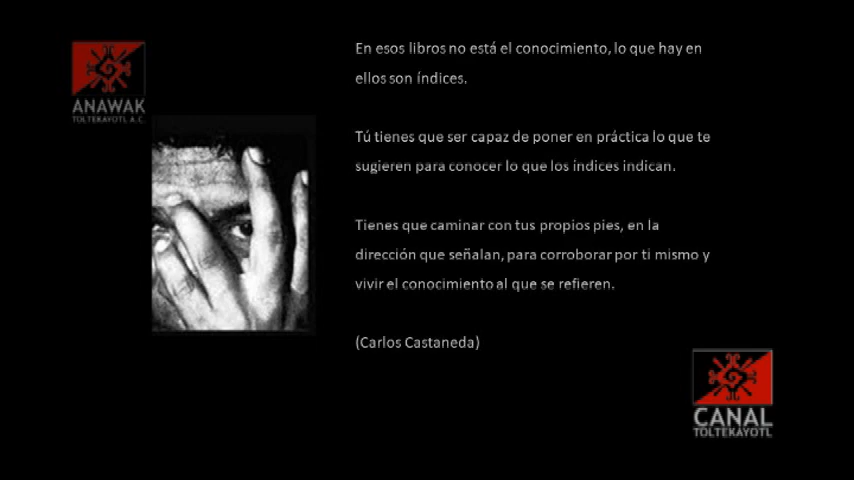 ANAWAK
TOLTEKAYOTL A.C.
En esos libros no está el conocimiento, lo que hay en
ellos son índices.
Tú tienes que ser capaz de poner en práctica lo que te
sugieren para conocer lo que los índices indican.
Tienes que caminar con tus propios pies, en la
dirección que señalan, para corroborar por ti mismo y
vivir el conocimiento al que se refieren.
(Carlos Castaneda)
CANAL
TOLTEKAYOTL